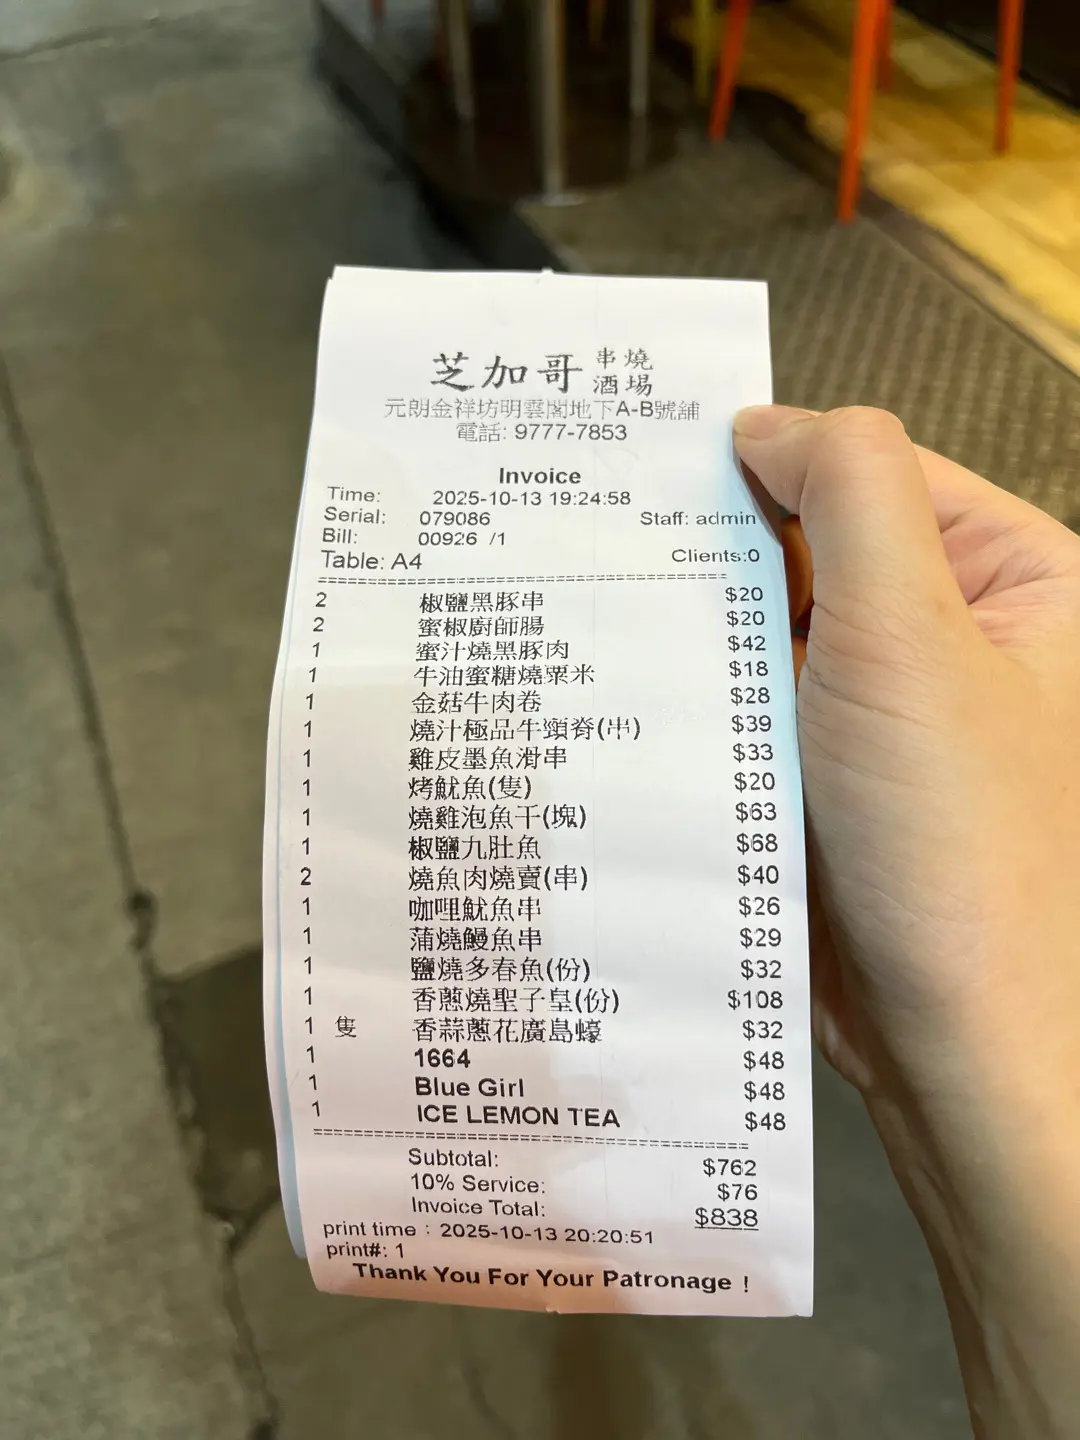 芝加哥 串燒酒場
元朗金祥坊明雲閣地下A-B號舖
電話: 9777-7853
Invoice
Time: 2025-10-13 19:24:58
Serial: 079086 Staff: admin
Bill: 00926 /1
Table: A4 Clients:0
2 椒鹽黑豚串 $20
2 蜜椒廚師腸 $20
1 蜜汁燒黑豚肉 $42
1 牛油蜜糖燒粟米 $18
1 金菇牛肉卷 $28
1 燒汁極品牛頸脊(串) $39
1 雞皮墨魚滑串 $33
1 烤魷魚(隻) $20
1 燒雞泡魚干(塊) $63
1 椒鹽九肚魚 $68
2 燒魚肉燒賣(串) $40
1 咖哩魷魚串 $26
1 蒲燒鰻魚串 $29
1 鹽燒多春魚(份) $32
1 香蔥燒聖子皇(份) $108
1 隻 香蒜蔥花廣島蠔 $32
1 1664 $48
1 Blue Girl $48
1 ICE LEMON TEA $48
Subtotal: $762
10% Service: $76
Invoice Total: $838
print time : 2025-10-13 20:20:51
print#: 1
Thank You For Your Patronage !